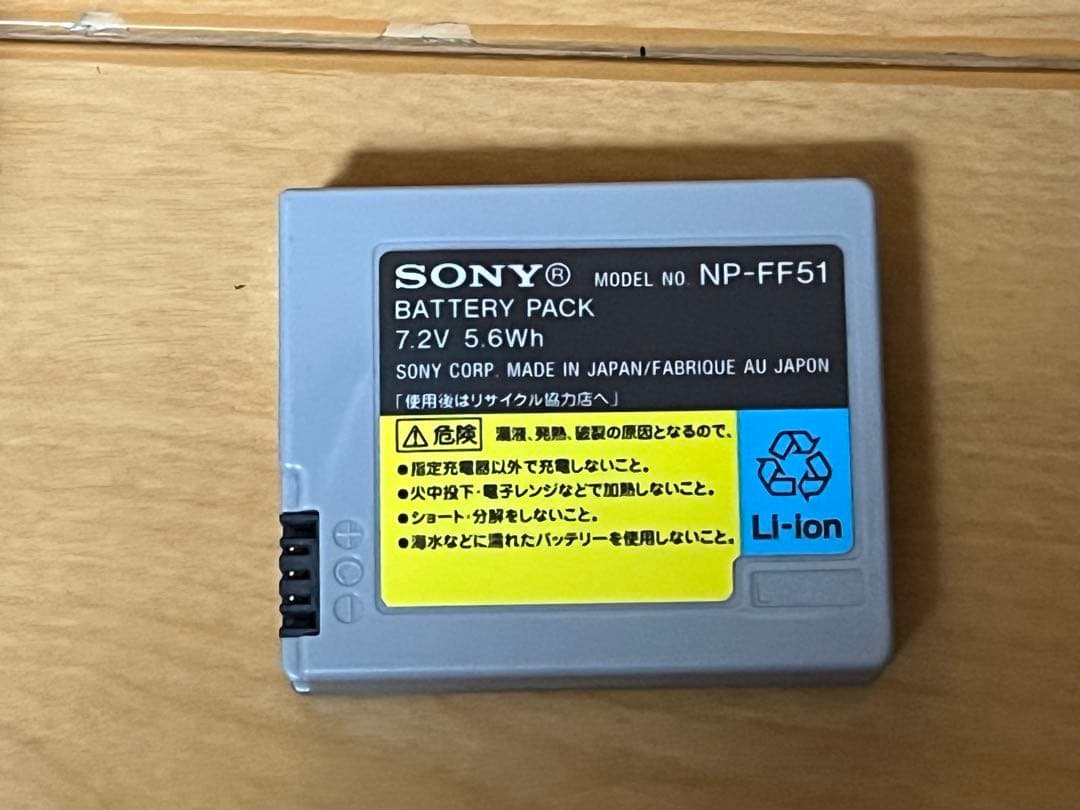 SONY® MODEL NO. NP-FF51
BATTERY PACK
7.2V 5.6Wh
SONY CORP. MADE IN JAPAN/FABRIQUE AU JAPON
「使用後はリサイクル協力店へ」
⚠危険 漏液、発熱、破裂の原因となるので、
●指定充電器以外で充電しないこと。
●火中投下・電子レンジなどで加熱しないこと。
●ショート・分解をしないこと。
●海水などに濡れたバッテリーを使用しないこと。
Li-ion